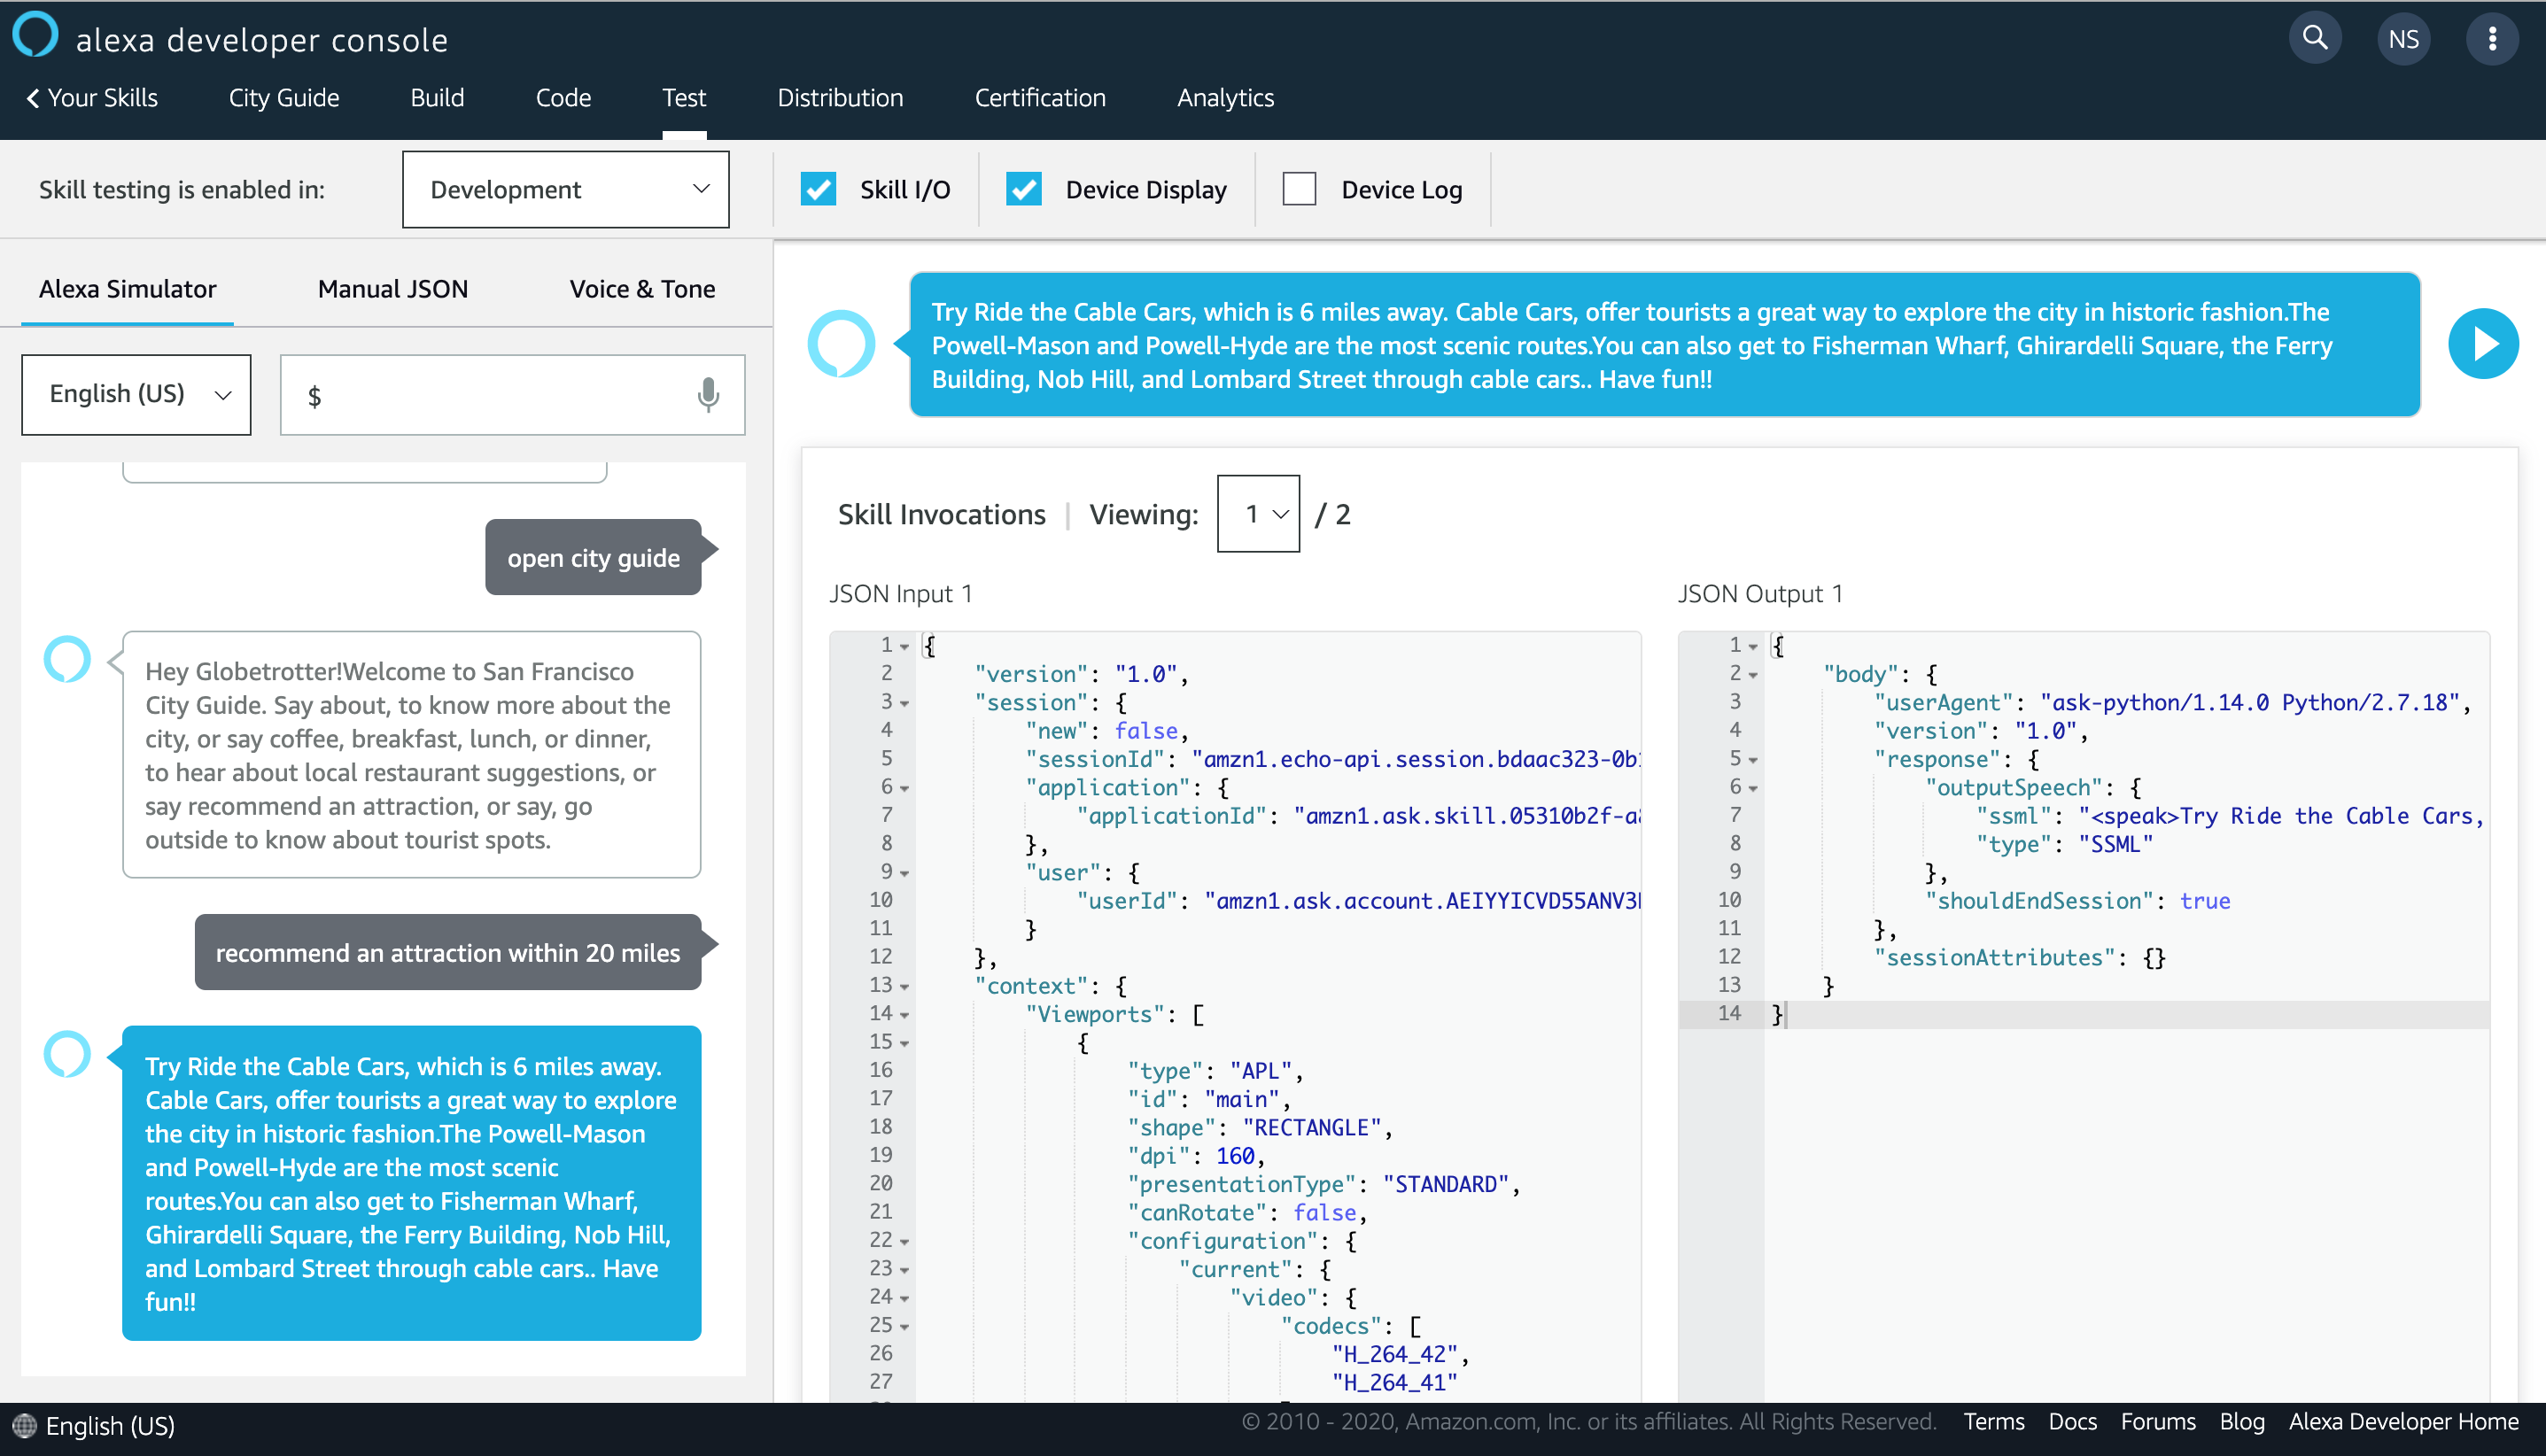 alexa developer console
NS
Your Skills
City Guide
Build
Code
Test
Distribution
Certification
Analytics
Skill testing is enabled in:
Development
Skill I/O
Device Display
Device Log
Alexa Simulator
Manual JSON
Voice & Tone
English (US)
$
open city guide
Hey Globetrotter!Welcome to San Francisco
City Guide. Say about, to know more about the
city, or say coffee, breakfast, lunch, or dinner,
to hear about local restaurant suggestions, or
say recommend an attraction, or say, go
outside to know about tourist spots.
recommend an attraction within 20 miles
Try Ride the Cable Cars, which is 6 miles away.
Cable Cars, offer tourists a great way to explore
the city in historic fashion.The Powell-Mason
and Powell-Hyde are the most scenic
routes.You can also get to Fisherman Wharf,
Ghirardelli Square, the Ferry Building, Nob Hill,
and Lombard Street through cable cars.. Have
fun!!
Try Ride the Cable Cars, which is 6 miles away. Cable Cars, offer tourists a great way to explore the city in historic fashion.The
Powell-Mason and Powell-Hyde are the most scenic routes.You can also get to Fisherman Wharf, Ghirardelli Square, the Ferry
Building, Nob Hill, and Lombard Street through cable cars.. Have fun!!
Skill Invocations | Viewing: 1 / 2
JSON Input 1
1 {
2 "version": "1.0",
3 "session": {
4 "new": false,
5 "sessionId": "amzn1.echo-api.session.bdaac323-0b
6 "application": {
7 "applicationId": "amzn1.ask.skill.05310b2f-a
8 },
9 "user": {
10 "userId": "amzn1.ask.account.AEIYYICVD55ANV3
11 }
12 },
13 "context": {
14 "Viewports": [
15 {
16 "type": "APL",
17 "id": "main",
18 "shape": "RECTANGLE",
19 "dpi": 160,
20 "presentationType": "STANDARD",
21 "canRotate": false,
22 "configuration": {
23 "current": {
24 "video": {
25 "codecs": [
26 "H_264_42",
27 "H_264_41"
JSON Output 1
1 {
2 "body": {
3 "userAgent": "ask-python/1.14.0 Python/2.7.18",
4 "version": "1.0",
5 "response": {
6 "outputSpeech": {
7 "ssml": "<speak>Try Ride the Cable Cars,
8 "type": "SSML"
9 },
10 "shouldEndSession": true
11 },
12 "sessionAttributes": {}
13 }
14 }
English (US)
© 2010 - 2020, Amazon.com, Inc. or its affiliates. All Rights Reserved.
Terms
Docs
Forums
Blog
Alexa Developer Home